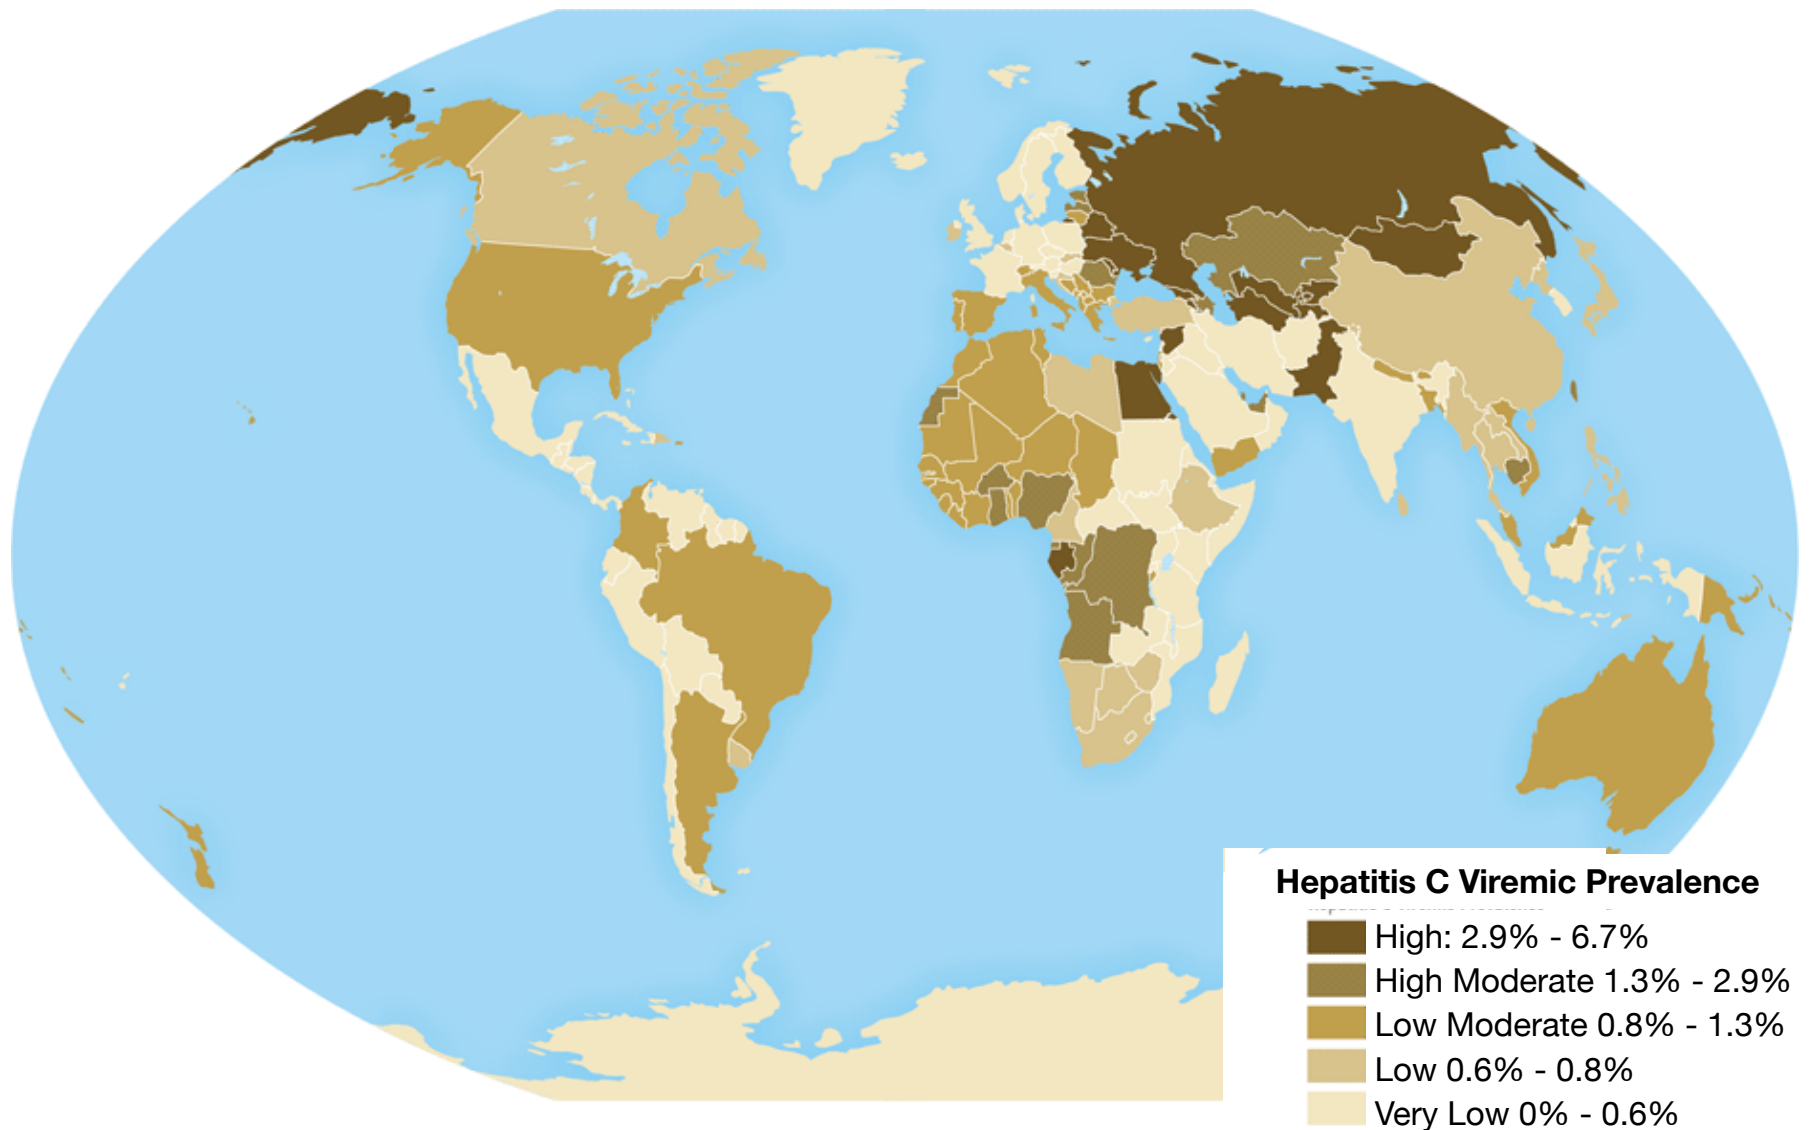 Hepatitis C Viremic Prevalence
High: 2.9% - 6.7%
High Moderate 1.3% - 2.9%
Low Moderate 0.8% - 1.3%
Low 0.6% - 0.8%
Very Low 0% - 0.6%